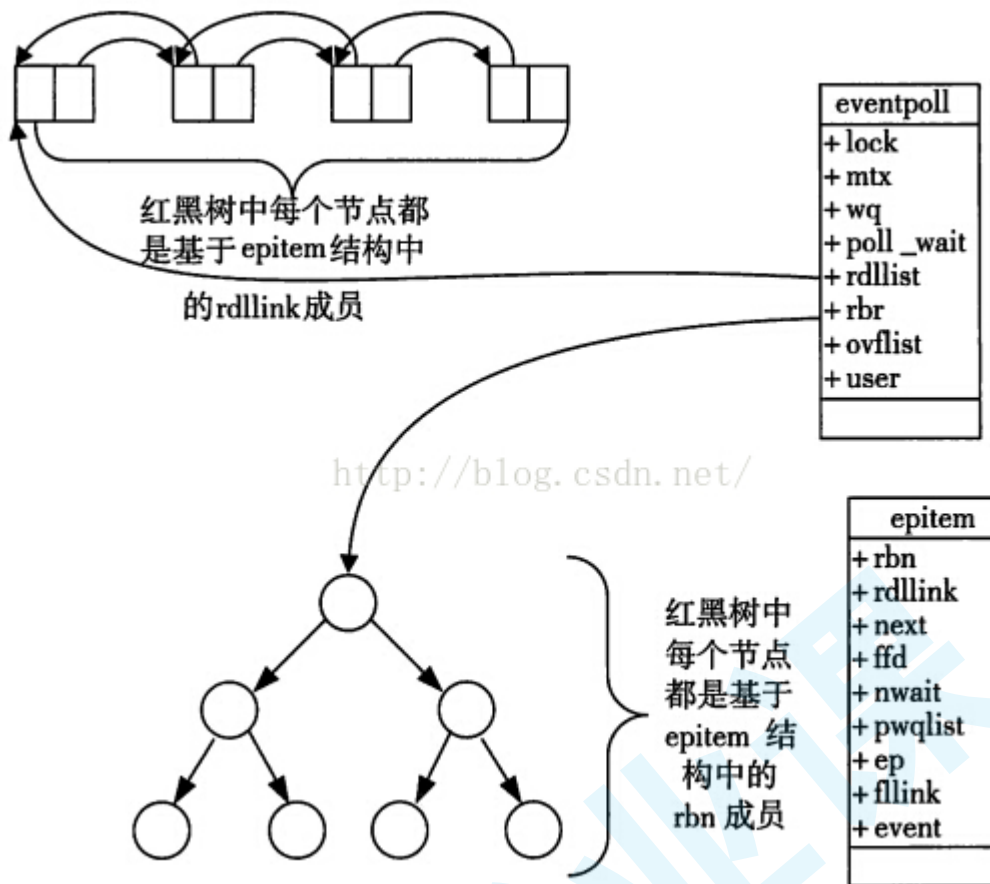 红黑树中每个节点都
是基于epitem结构中
的rdllink成员
eventpoll
+ lock
+ mtx
+ wq
+ poll _wait
+ rdllist
+ rbr
+ ovflist
+ user
http://blog.csdn.net/
红黑树中
每个节点
都是基于
epitem 结
构中的
rbn 成员
epitem
+ rbn
+ rdllink
+ next
+ ffd
+ nwait
+ pwqlist
+ ep
+ fllink
+ event